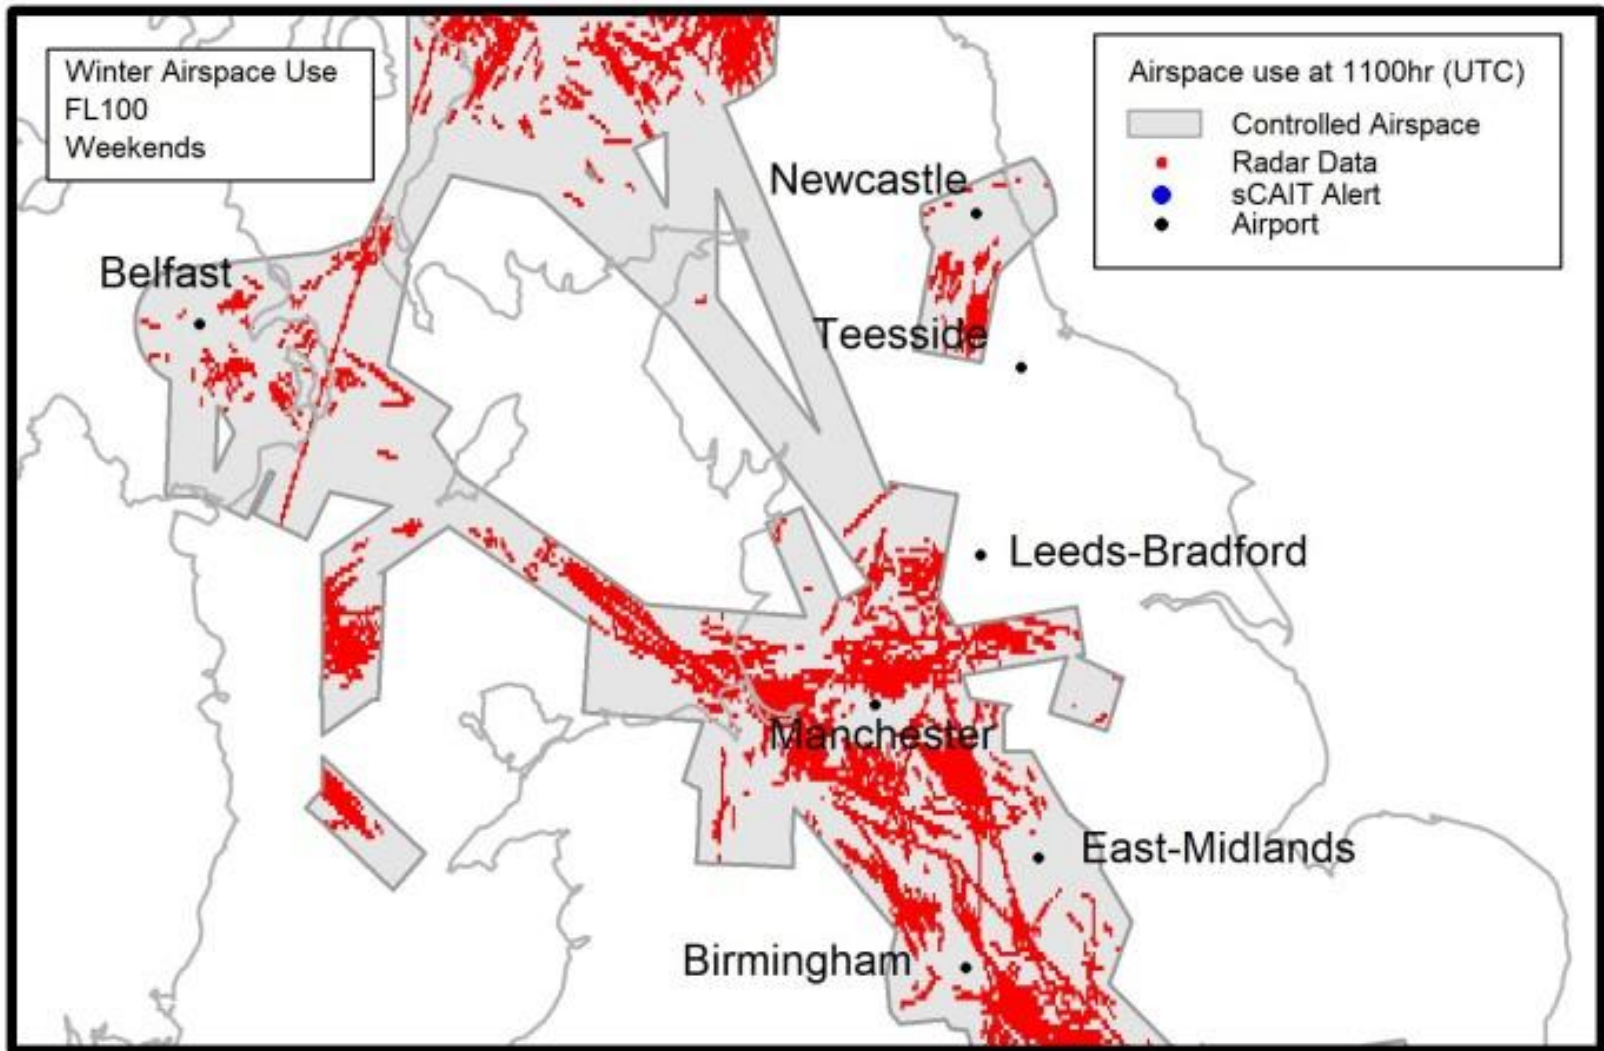 Winter Airspace Use
FL100
Weekends
Airspace use at 1100hr (UTC)
Controlled Airspace
Radar Data
sCAIT Alert
Airport
Newcastle
Belfast
Teesside
Leeds-Bradford
Manchester
East-Midlands
Birmingham